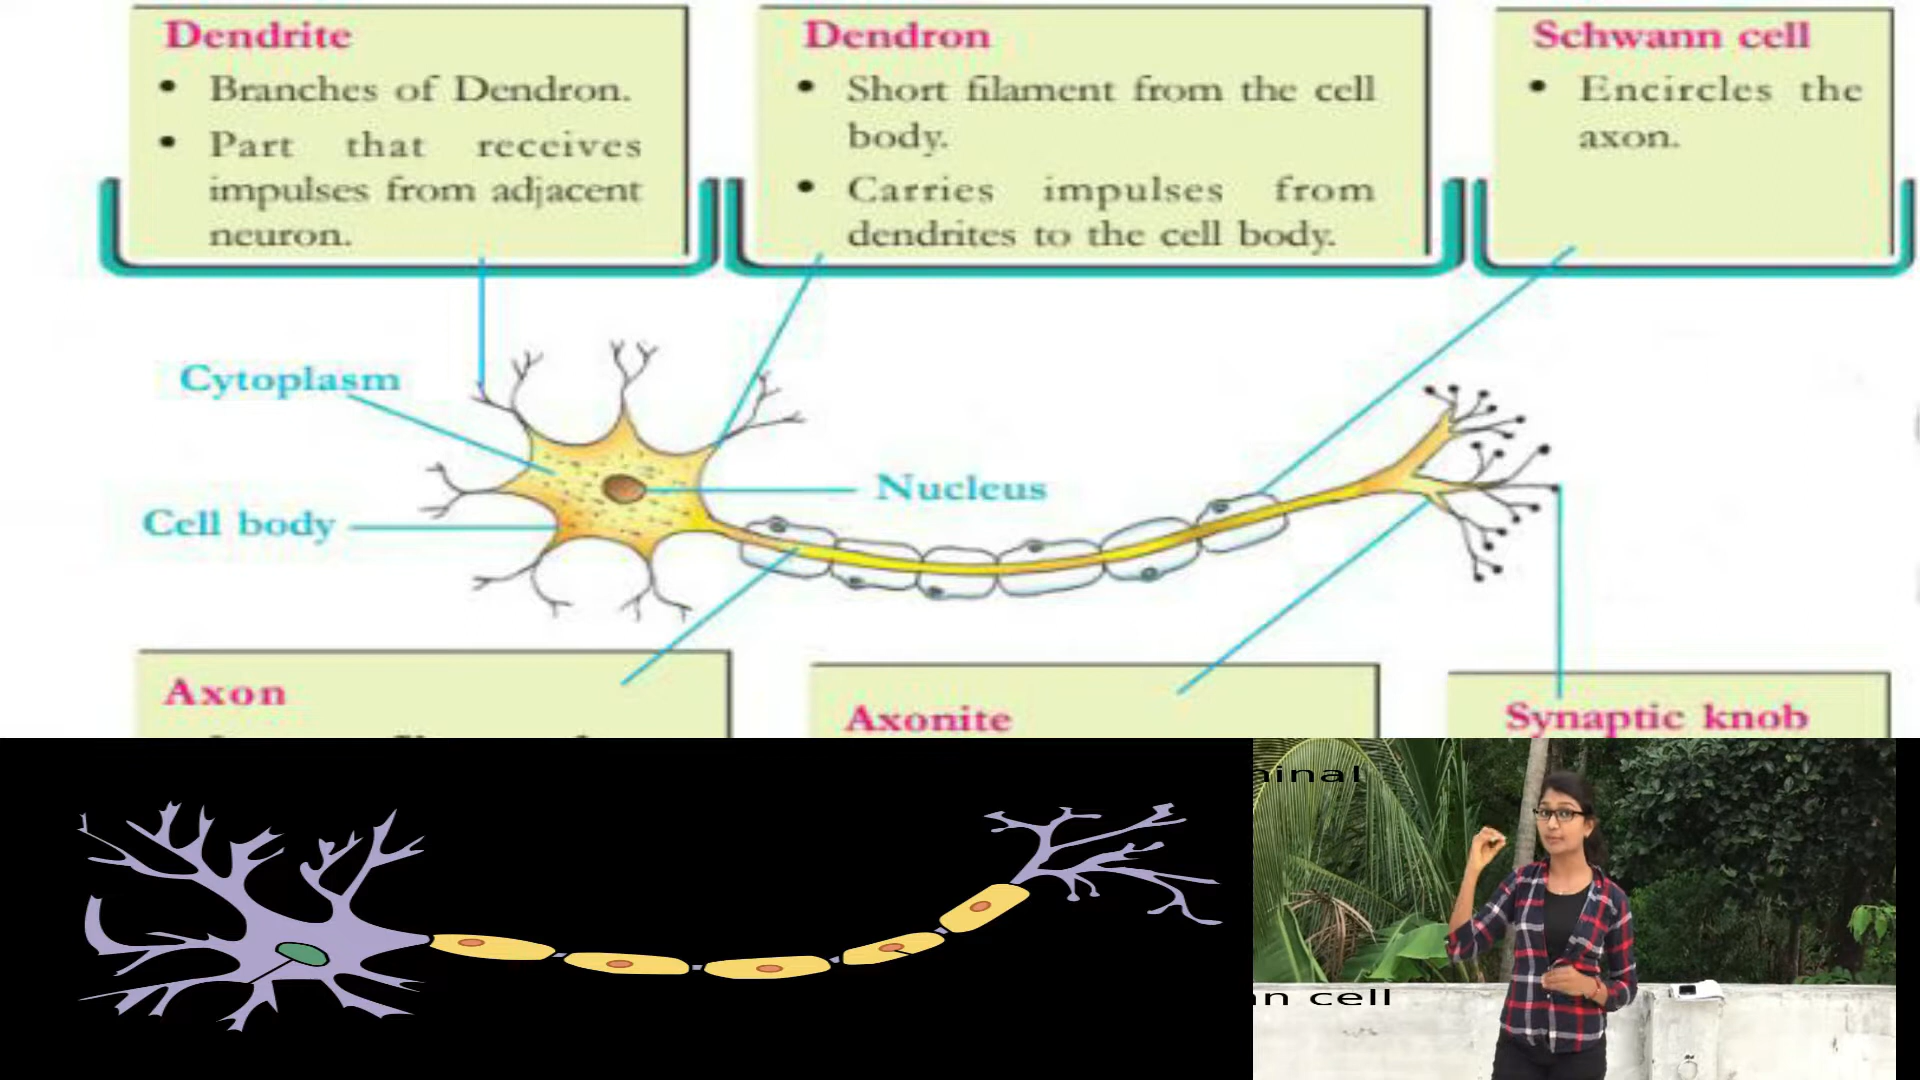 Dendrite
• Branches of Dendron.
• Part that receives
impulses from adjacent
neuron.
Dendron
• Short filament from the cell
body.
• Carries impulses from
dendrites to the cell body.
Schwann cell
• Encircles the
axon.
Cytoplasm
Nucleus
Cell body
Axon
Axonite
Synaptic knob
inal
n cell